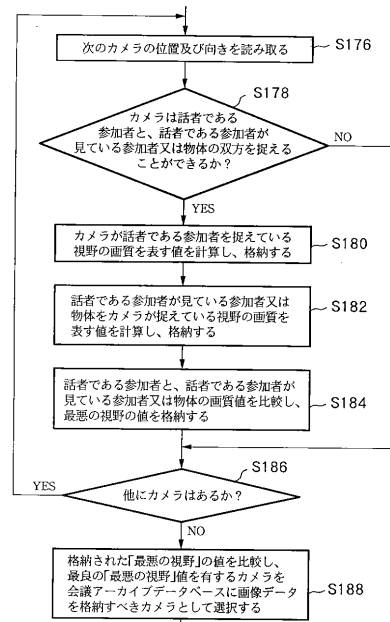 次のカメラの位置及び向きを読み取る
S176
S178
カメラは話者である
参加者と、話者である参加者が
見ている参加者又は物体の双方を捉える
ことができるか?
NO
YES
カメラが話者である参加者を捉えている
視野の画質を表す値を計算し、格納する
S180
話者である参加者が見ている参加者又は
物体をカメラが捉えている視野の画質を
表す値を計算し、格納する
S182
話者である参加者と、話者である参加者が
見ている参加者又は物体の画質値を比較し、
最悪の視野の値を格納する
S184
S186
YES
他にカメラはあるか?
NO
格納された「最悪の視野」の値を比較し、
最良の「最悪の視野」値を有するカメラを
会議アーカイブデータベースに画像データを
格納すべきカメラとして選択する
S188